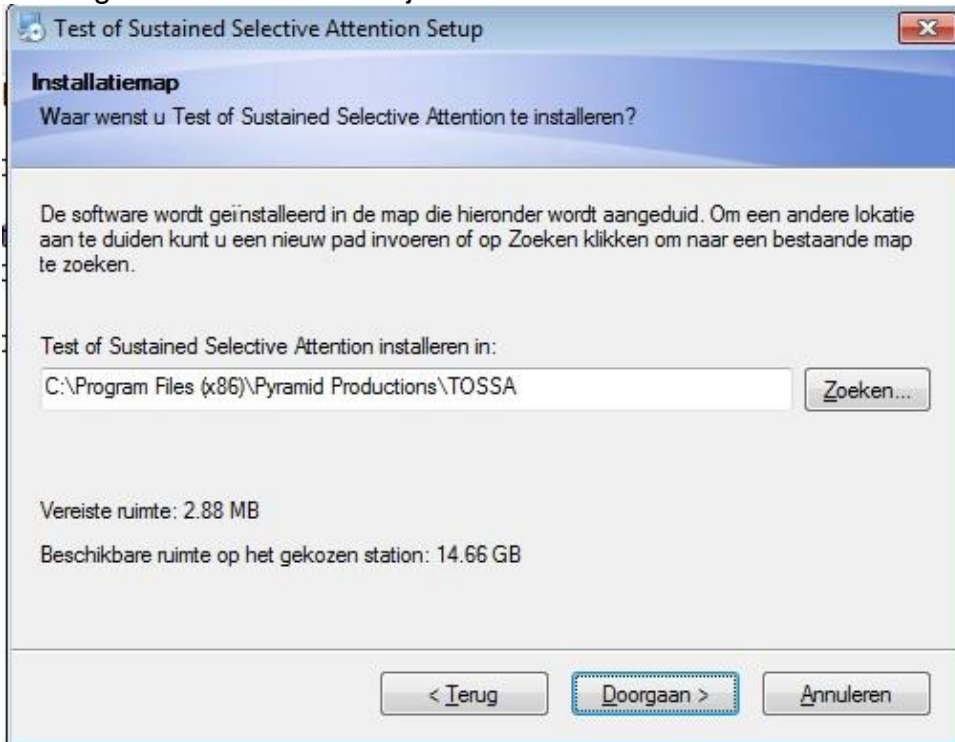 Test of Sustained Selective Attention Setup
Installatiemap
Waar wenst u Test of Sustained Selective Attention te installeren?
De software wordt geïnstalleerd in de map die hieronder wordt aangeduid. Om een andere lokatie
aan te duiden kunt u een nieuw pad invoeren of op Zoeken klikken om naar een bestaande map
te zoeken.
Test of Sustained Selective Attention installeren in:
C:\Program Files (x86)\Pyramid Productions\TOSSA
Zoeken...
Vereiste ruimte: 2.88 MB
Beschikbare ruimte op het gekozen station: 14.66 GB
< Terug
Doorgaan >
Annuleren